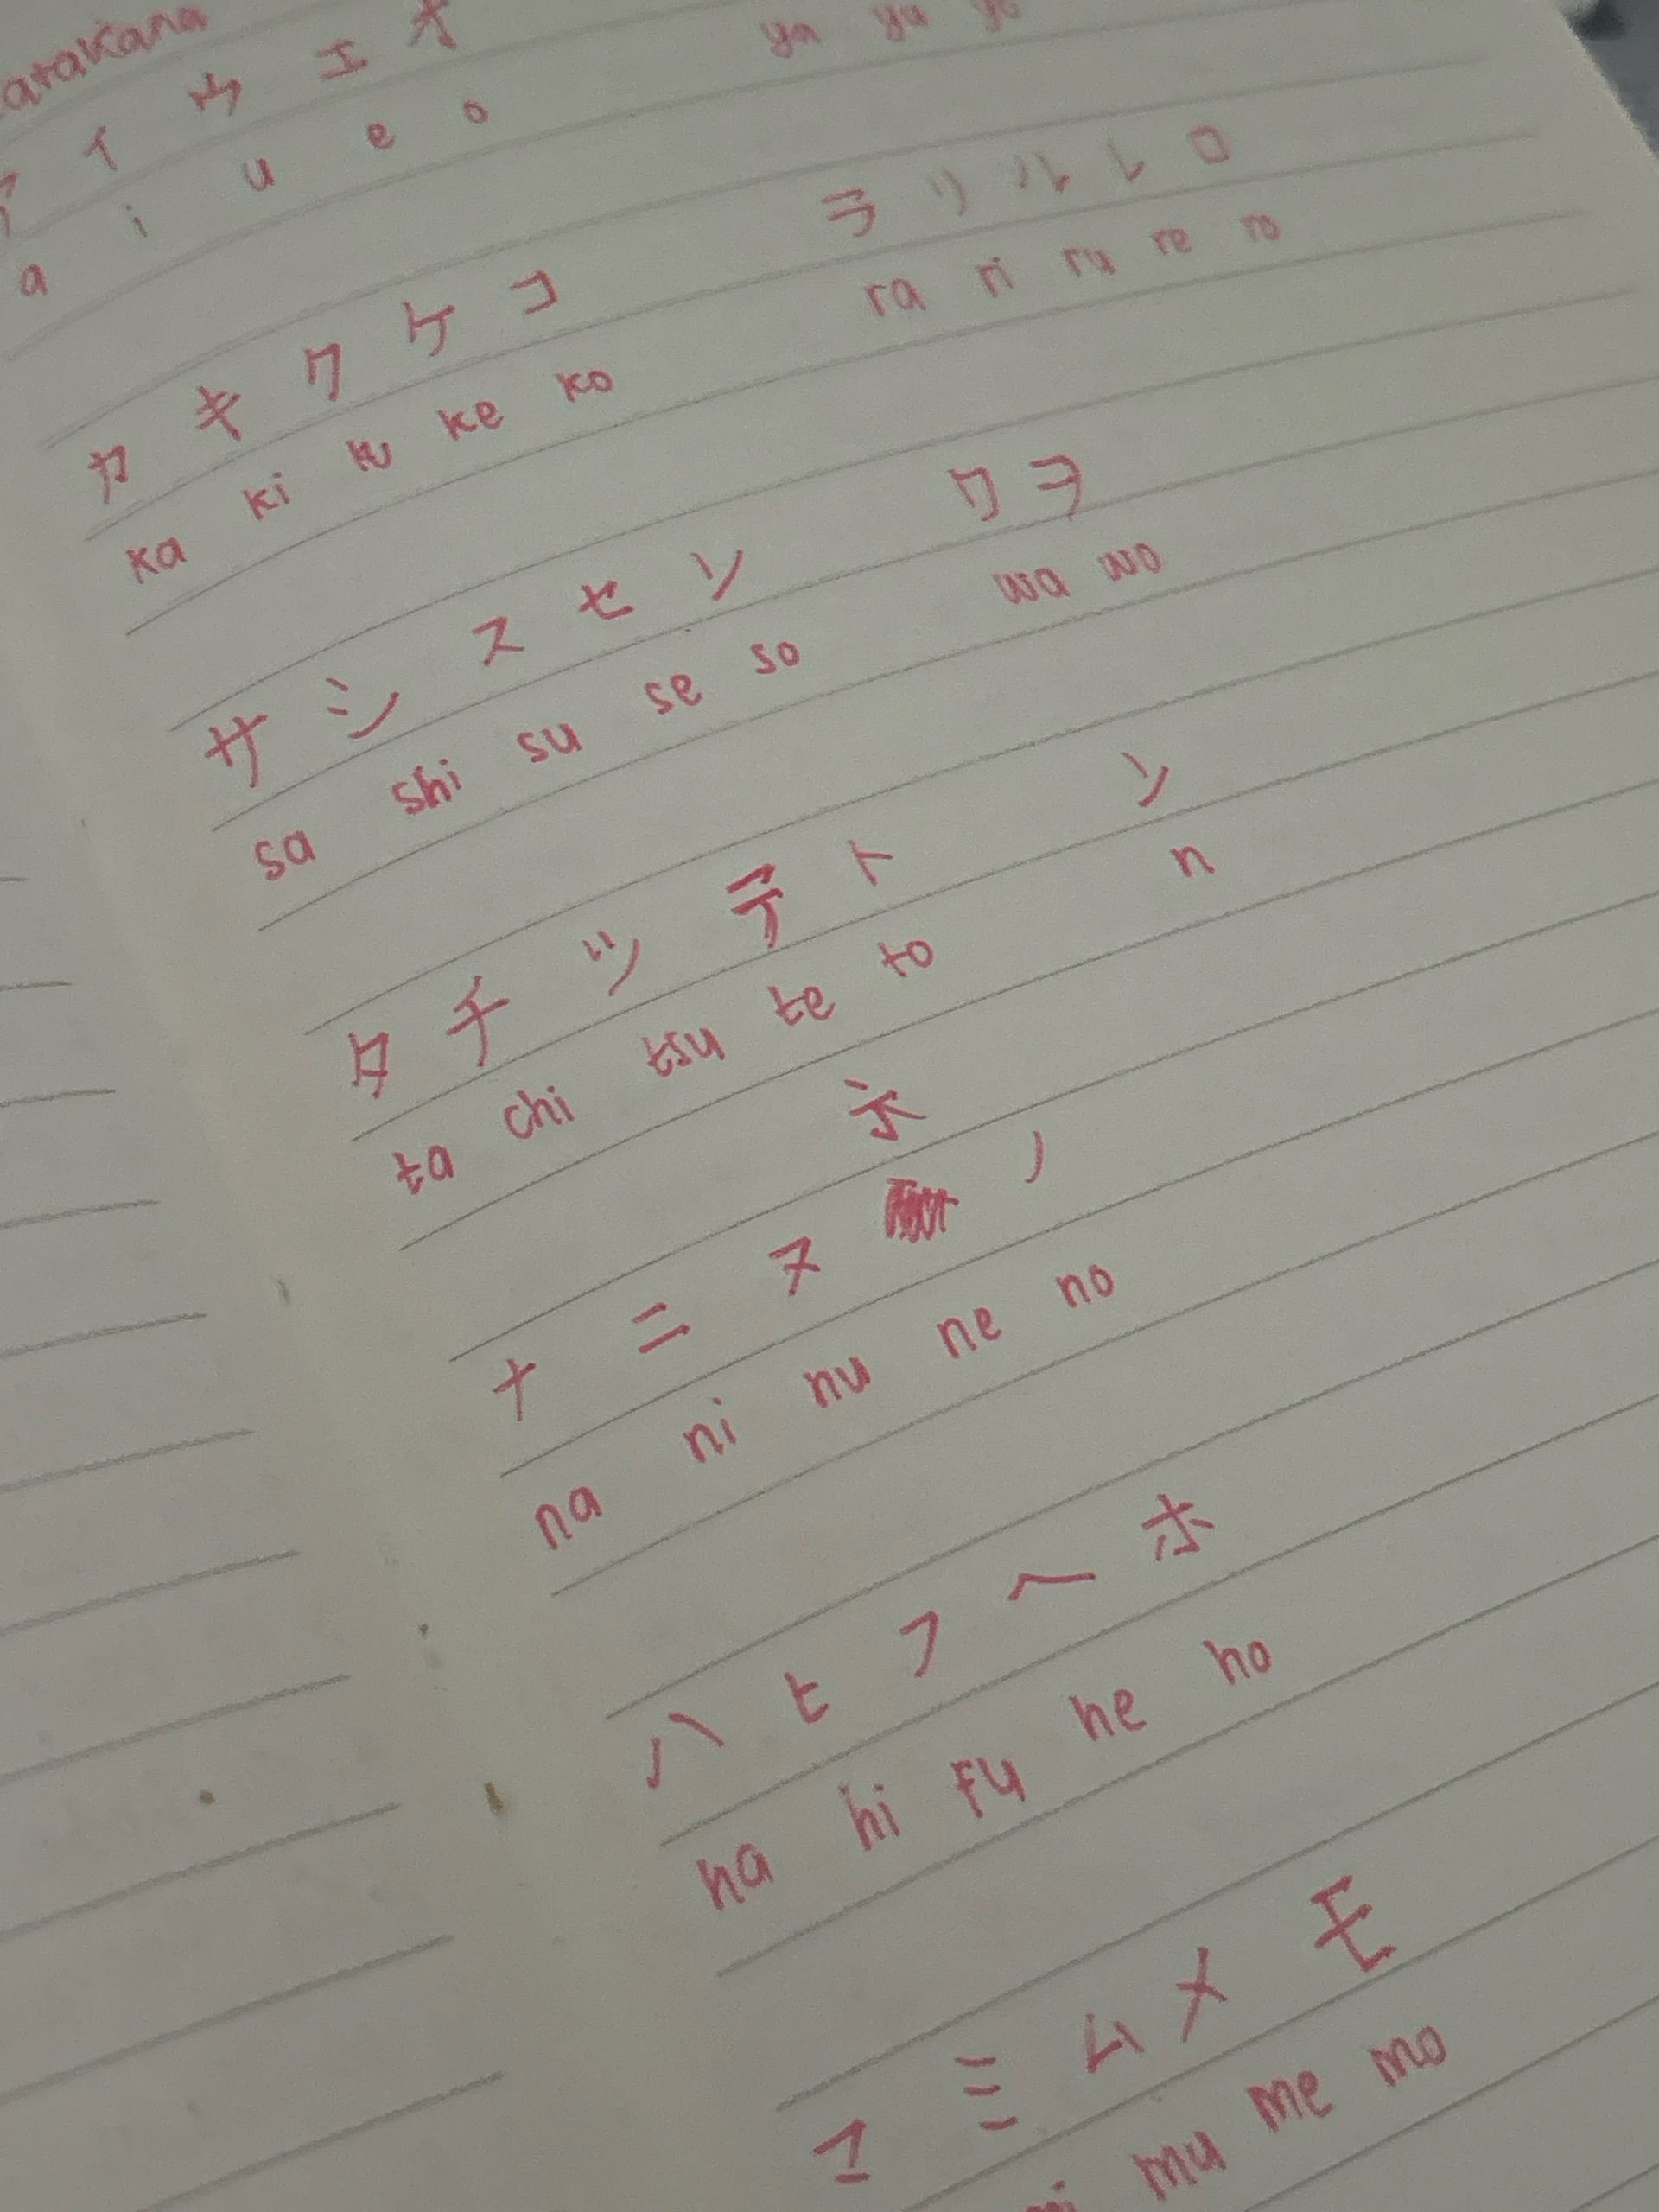 atakana
ア イ ウ エ オ
a i u e o
カ キ ク ケ コ
ka ki ku ke ko
サ シ ス セ ソ
sa shi su se so
タ チ ツ テ ト
ta chi tsu te to
ナ ニ ヌ ネ ノ
na ni nu ne no
ハ ヒ フ ヘ ホ
ha hi fu he ho
マ ミ ム メ モ
mi mu me mo
ya yu yo
ラ リ ル レ ロ
ra ri ru re ro
ワ ヲ
wa wo
ン
n